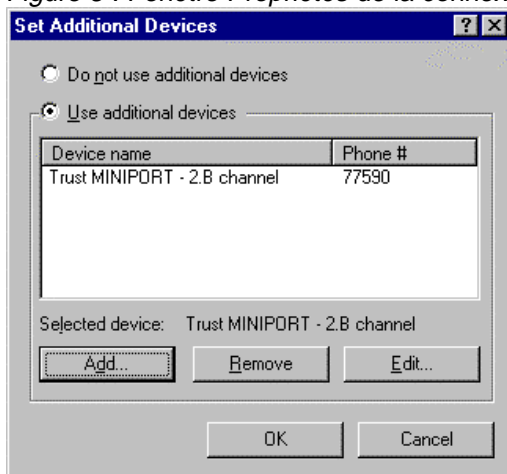 Set Additional Devices
Do not use additional devices
Use additional devices
Device name Phone #
Trust MINIPORT - 2.B channel 77590
Selected device: Trust MINIPORT - 2.B channel
Add... Remove Edit...
OK Cancel